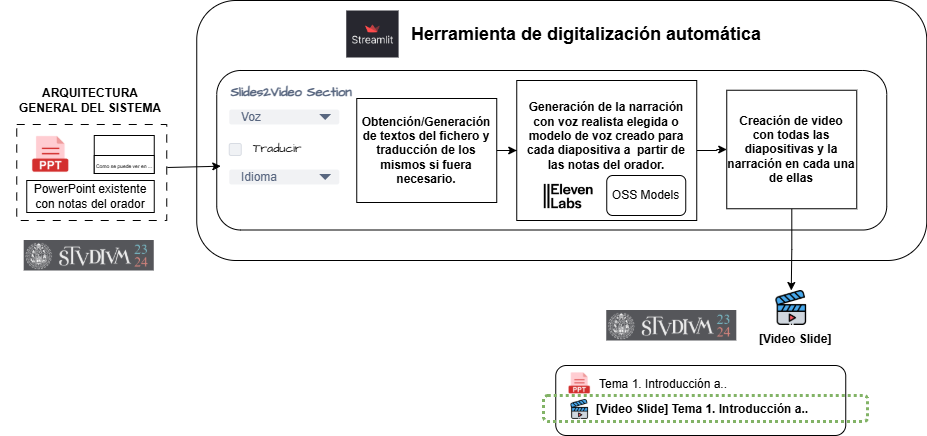 Streamlit
Herramienta de digitalización automática
ARQUITECTURA
GENERAL DEL SISTEMA
PPT
Como se puede ver en ...
PowerPoint existente
con notas del orador
STVDIVM 23
24
Slides2Video Section
Voz
Traducir
Idioma
Obtención/Generación
de textos del fichero y
traducción de los
mismos si fuera
necesario.
Generación de la narración
con voz realista elegida o
modelo de voz creado para
cada diapositiva a partir de
las notas del orador.
Eleven
Labs
OSS Models
Creación de video
con todas las
diapositivas y la
narración en cada una
de ellas
STVDIVM 23
24
[Video Slide]
PPT
Tema 1. Introducción a..
[Video Slide] Tema 1. Introducción a..